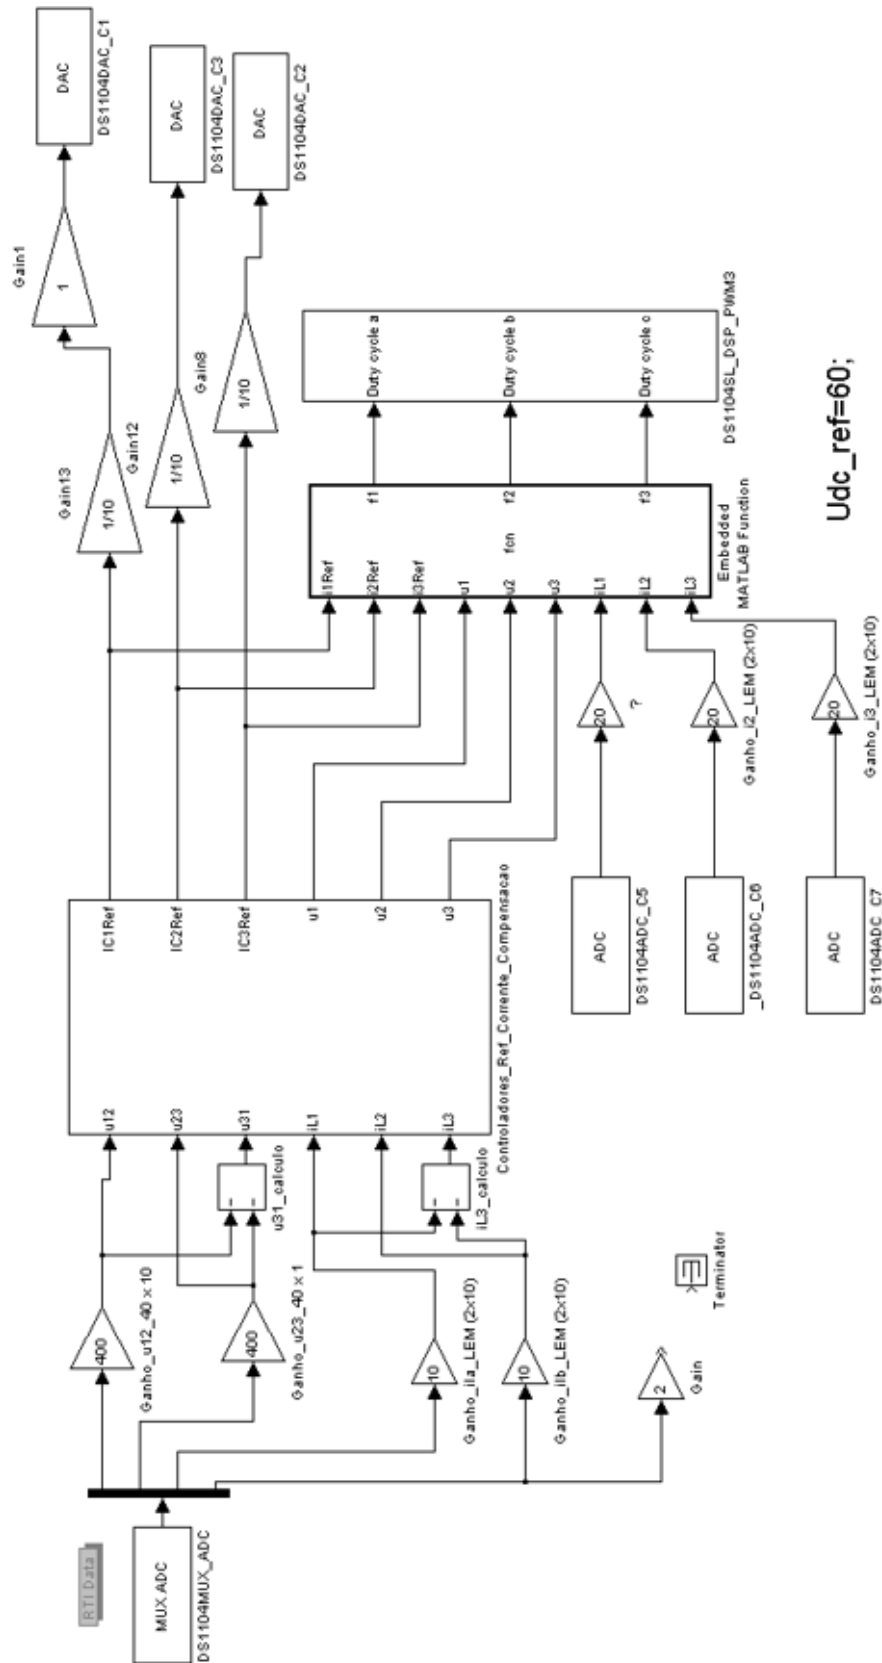 RTI Data
MUX ADC
DS1104MUX_ADC
400
Ganho_u12_40 x 10
400
Ganho_u23_40 x 1
10
Ganho_ila_LEM (2x10)
10
Ganho_ilb_LEM (2x10)
2
Gain
Terminator
u31_calculo
iL3_calculo
u12
u23
u31
iL1
iL2
iL3
IC1Ref
IC2Ref
IC3Ref
u1
u2
u3
Controladores_Ref_Corrente_Compensacao
ADC
DS1104ADC_C5
ADC
_DS1104ADC_C6
ADC
DS1104ADC_C7
20
?
20
Ganho_i2_LEM (2x10)
20
Ganho_i3_LEM (2x10)
i1Ref
i2Ref
i3Ref
u1
u2
u3
iL1
iL2
iL3
fcn
f1
f2
f3
Embedded
MATLAB Function
Duty cycle a
Duty cycle b
Duty cycle c
DS1104SL_DSP_PWM3
1/10
Gain13
1/10
Gain12
1/10
Gain8
1
Gain1
DAC
DS1104DAC_C1
DAC
DS1104DAC_C3
DAC
DS1104DAC_C2
Udc_ref=60;